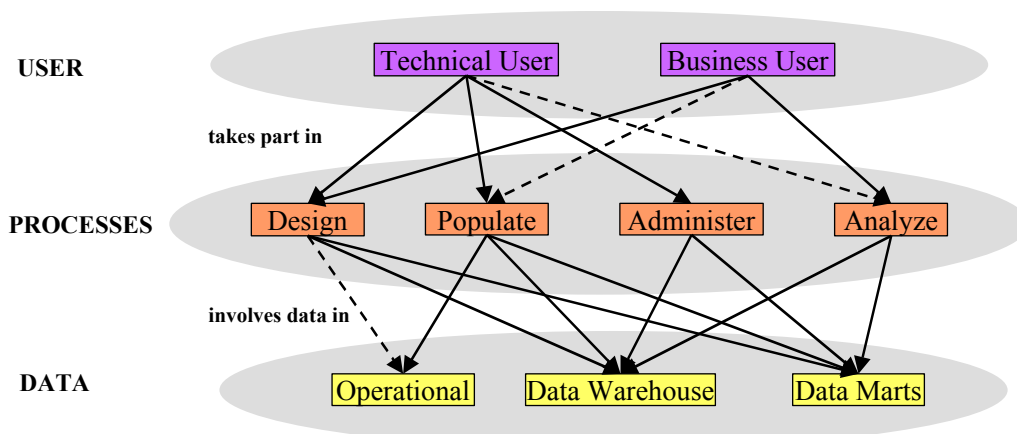 USER
Technical User
Business User
takes part in
PROCESSES
Design
Populate
Administer
Analyze
involves data in
DATA
Operational
Data Warehouse
Data Marts